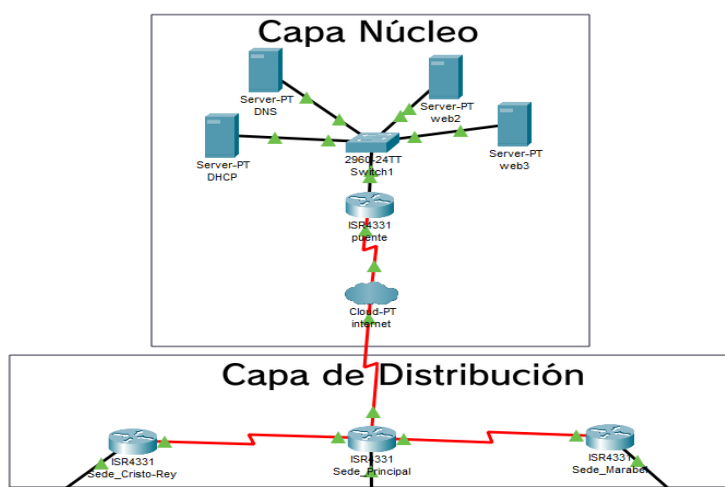 Capa Núcleo
Server-PT
DNS
Server-PT
web2
Server-PT
DHCP
2960-24TT
Switch1
Server-PT
web3
ISR4331
puente
Cloud-PT
internet
Capa de Distribución
ISR4331
Sede_Cristo-Rey
ISR4331
Sede_Principal
ISR4331
Sede_Marabel